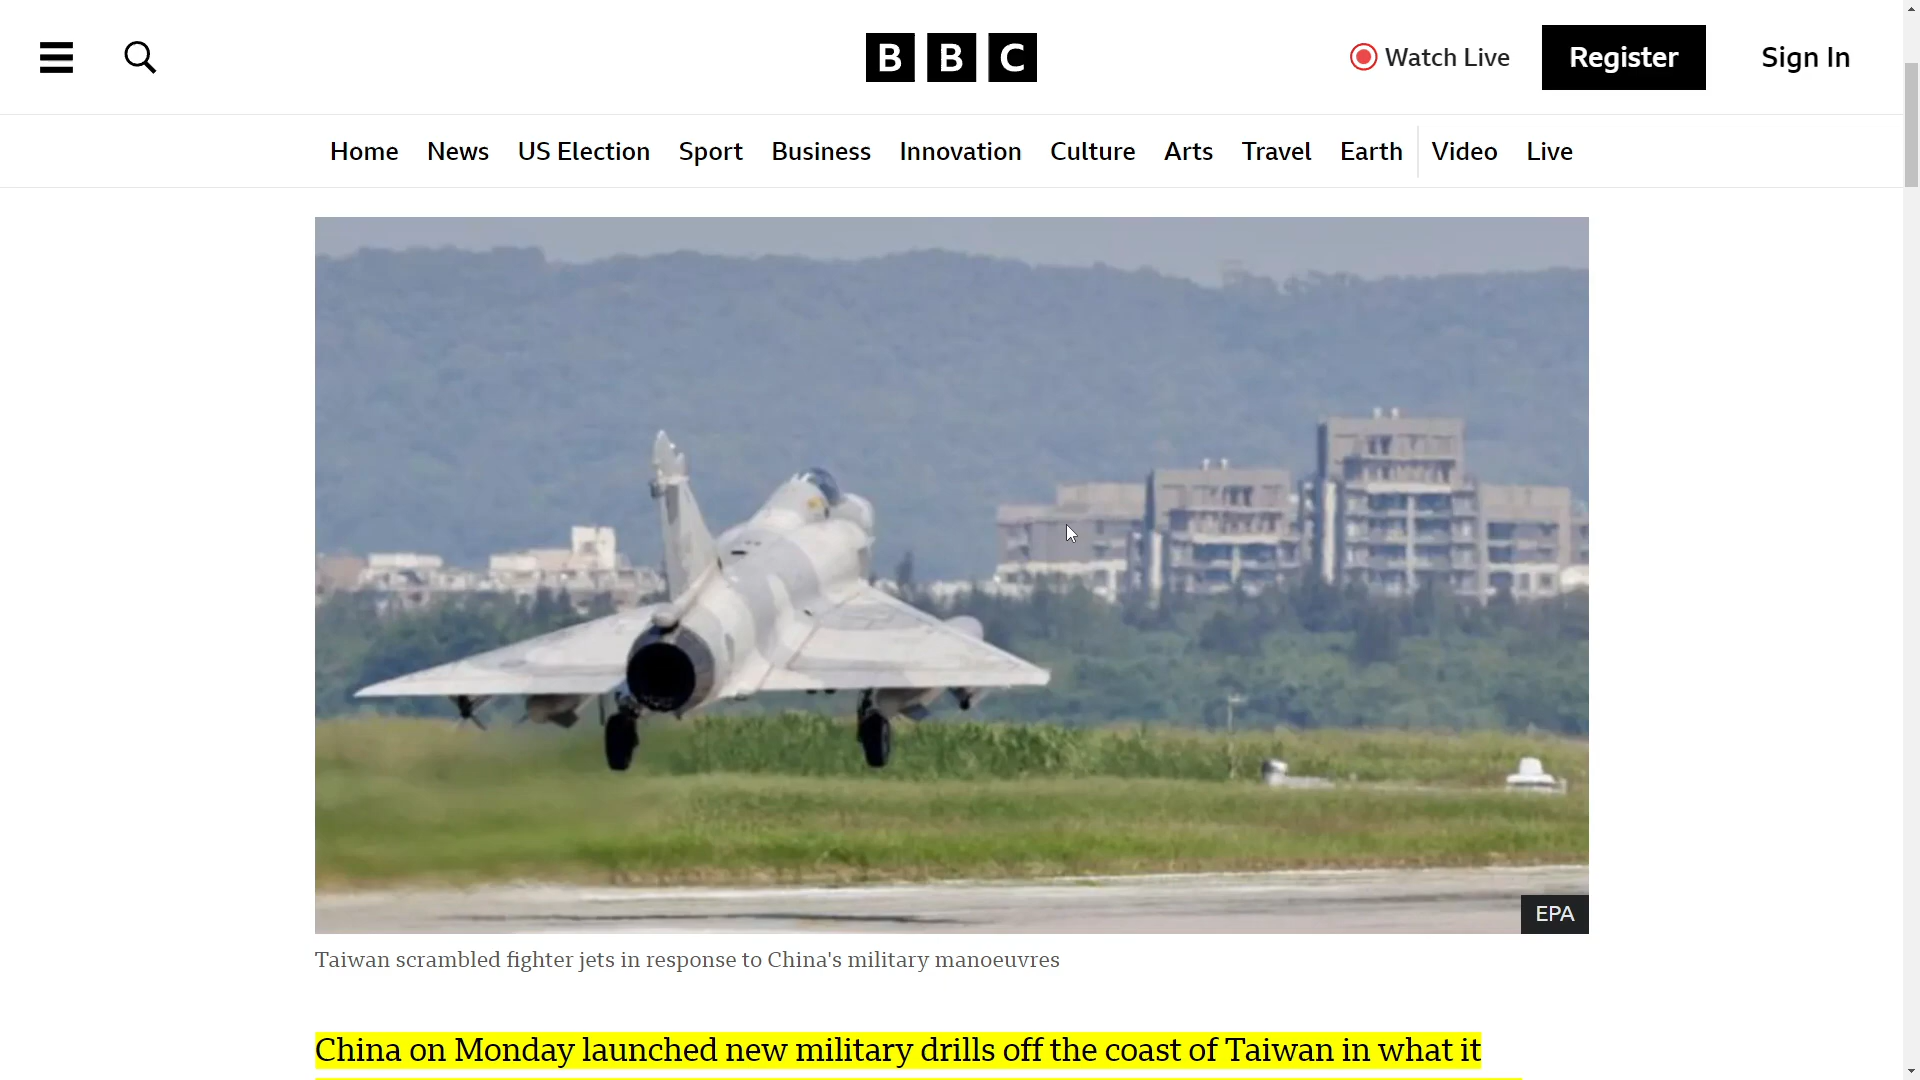 BBC
Watch Live
Register
Sign In
Home News US Election Sport Business Innovation Culture Arts Travel Earth Video Live
EPA
Taiwan scrambled fighter jets in response to China's military manoeuvres
China on Monday launched new military drills off the coast of Taiwan in what it